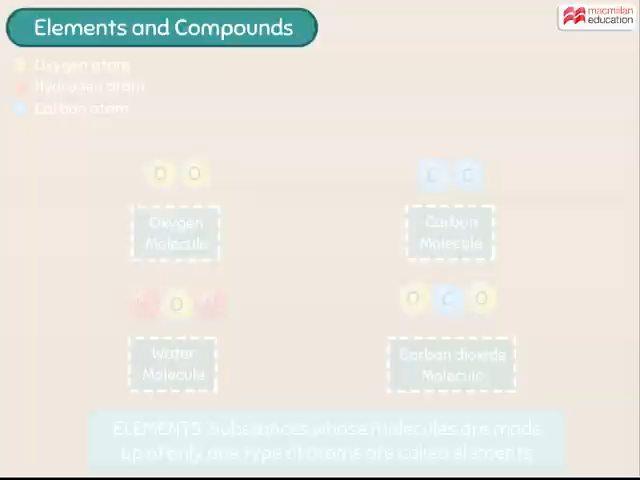 Elements and Compounds
macmillan
education
Oxygen atom
Hydrogen atom
Carbon atom
O O
C C
Oxygen
Molecule
Carbon
Molecule
H O H
O C O
Water
Molecule
Carbon dioxide
Molecule
ELEMENTS: Substances whose molecules are made
up of only one type of atoms are called elements